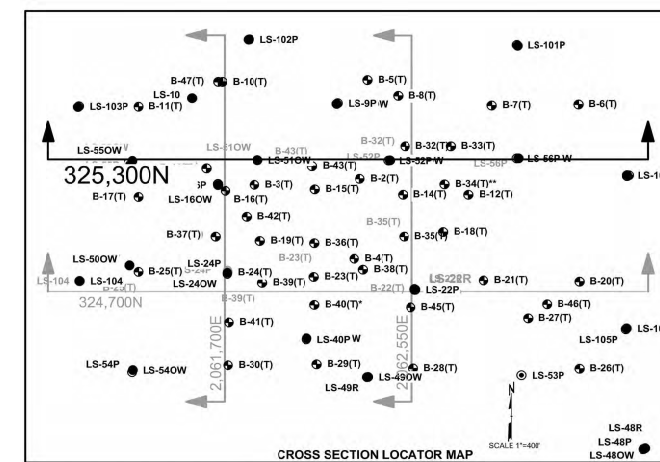 LS-102P
LS-101P
B-47(T)
B-10(T)
B-5(T)
LS-10
B-8(T)
LS-103P
B-11(T)
LS-9P W
B-7(T)
B-6(T)
B-32(T)
B-32(T)
B-33(T)
B-43(T)
LS-55OW
LS-51OW
LS-52P W
LS-56P
LS-56P W
B-43(T)
325,300N
B-2(T)
B-34(T)**
LS-16OW
B-3(T)
B-15(T)
B-17(T)
B-16(T)
B-14(T)
B-12(T)
B-42(T)
B-35(T)
B-37(T)
B-19(T)
B-36(T)
B-35(T)
B-18(T)
LS-50OW
LS-24P
B-23(T)
B-4(T)
LS-104
LS-104
B-25(T)
B-24(T)
B-38(T)
LS-24OW
B-39(T)
B-23(T)
B-22(T)
LS-22P
B-21(T)
B-20(T)
324,700N
B-39(T)
B-40(T)*
B-45(T)
B-46(T)
B-27(T)
B-41(T)
2,061,700E
2,062,550E
LS-105P
LS-40P W
LS-54P
LS-54OW
B-30(T)
B-29(T)
B-28(T)
B-26(T)
LS-49R
LS-49OW
LS-53P
N
SCALE 1"=400'
LS-48R
LS-48P
LS-48OW
CROSS SECTION LOCATOR MAP